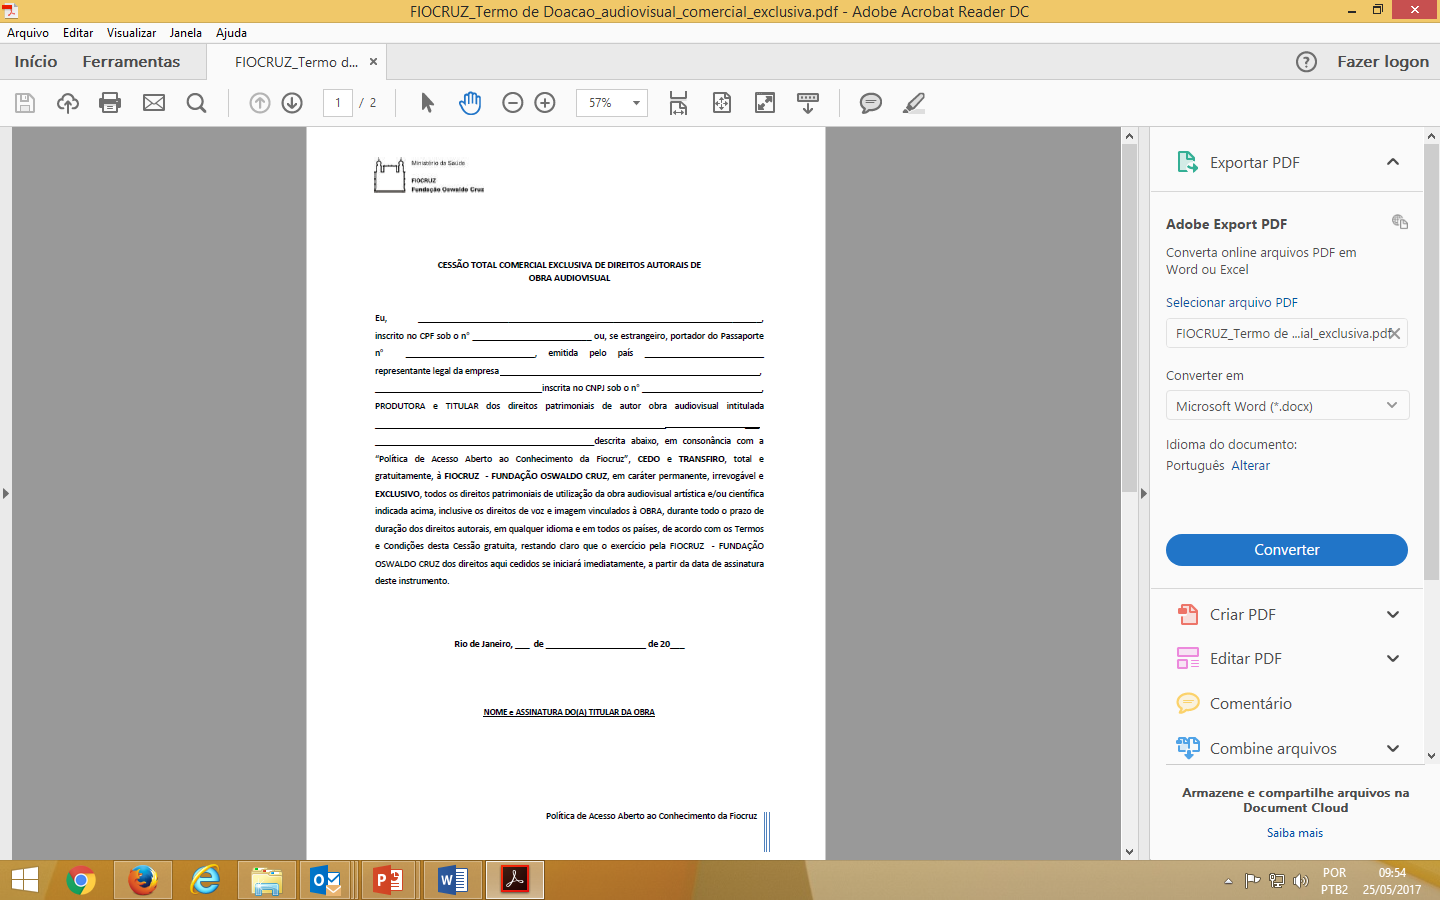 FIOCRUZ_Termo de Doacao_audiovisual_comercial_exclusiva.pdf - Adobe Acrobat Reader DC
Arquivo Editar Visualizar Janela Ajuda
Início Ferramentas FIOCRUZ_Termo d... × Fazer logon
1 / 2 57%
Ministério da Saúde
FIOCRUZ
Fundação Oswaldo Cruz
CESSÃO TOTAL COMERCIAL EXCLUSIVA DE DIREITOS AUTORAIS DE
OBRA AUDIOVISUAL
Eu, ______________________________,
inscrito no CPF sob o n° ____________________ ou, se estrangeiro, portador do Passaporte
n° ____________________, emitida pelo país ____________________
representante legal da empresa ______________________________,
____________________inscrita no CNPJ sob o n° ____________________,
PRODUTORA e TITULAR dos direitos patrimoniais de autor obra audiovisual intitulada
______________________________
____________________descrita abaixo, em consonância com a
“Política de Acesso Aberto ao Conhecimento da Fiocruz”, CEDO e TRANSFIRO, total e
gratuitamente, à FIOCRUZ - FUNDAÇÃO OSWALDO CRUZ, em caráter permanente, irrevogável e
EXCLUSIVO, todos os direitos patrimoniais de utilização da obra audiovisual artística e/ou científica
indicada acima, inclusive os direitos de voz e imagem vinculados à OBRA, durante todo o prazo de
duração dos direitos autorais, em qualquer idioma e em todos os países, de acordo com os Termos
e Condições desta Cessão gratuita, restando claro que o exercício pela FIOCRUZ - FUNDAÇÃO
OSWALDO CRUZ dos direitos aqui cedidos se iniciará imediatamente, a partir da data de assinatura
deste instrumento.
Rio de Janeiro, ___ de ____________________ de 20___
NOME e ASSINATURA DO(A) TITULAR DA OBRA
Política de Acesso Aberto ao Conhecimento da Fiocruz
Exportar PDF
Adobe Export PDF
Converta online arquivos PDF em
Word ou Excel
Selecionar arquivo PDF
FIOCRUZ_Termo de ...ial_exclusiva.pdf
Converter em
Microsoft Word (*.docx)
Idioma do documento:
Português Alterar
Converter
Criar PDF
Editar PDF
Comentário
Combine arquivos
Armazene e compartilhe arquivos na
Document Cloud
Saiba mais
POR 09:54
PTB2 25/05/2017